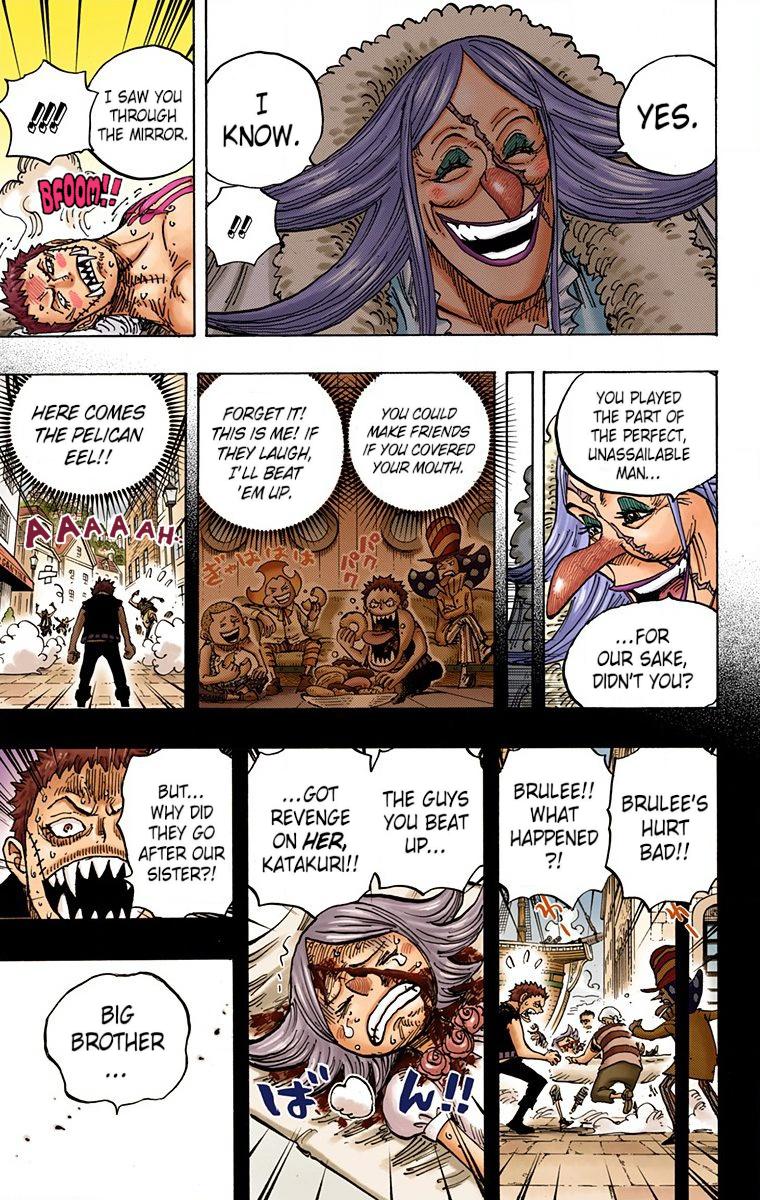 YES.
I
KNOW.
!!
I SAW YOU
THROUGH
THE MIRROR.
!!!
BFOOM!!
YOU PLAYED
THE PART OF
THE PERFECT,
UNASSAILABLE
MAN...
...FOR
OUR SAKE,
DIDN'T YOU?
YOU COULD
MAKE FRIENDS
IF YOU COVERED
YOUR MOUTH.
FORGET IT!
THIS IS ME! IF
THEY LAUGH,
I'LL BEAT
'EM UP.
パクパク
ぎゃははは
HERE COMES
THE PELICAN
EEL!!
AAAAAAH!
BRULEE'S
HURT
BAD!!
BRULEE!!
WHAT
HAPPENED
?!
THE GUYS
YOU BEAT
UP...
...GOT
REVENGE
ON HER,
KATAKURI!!
ばん!!
BUT...
WHY DID
THEY GO
AFTER OUR
SISTER?!
BIG
BROTHER
...